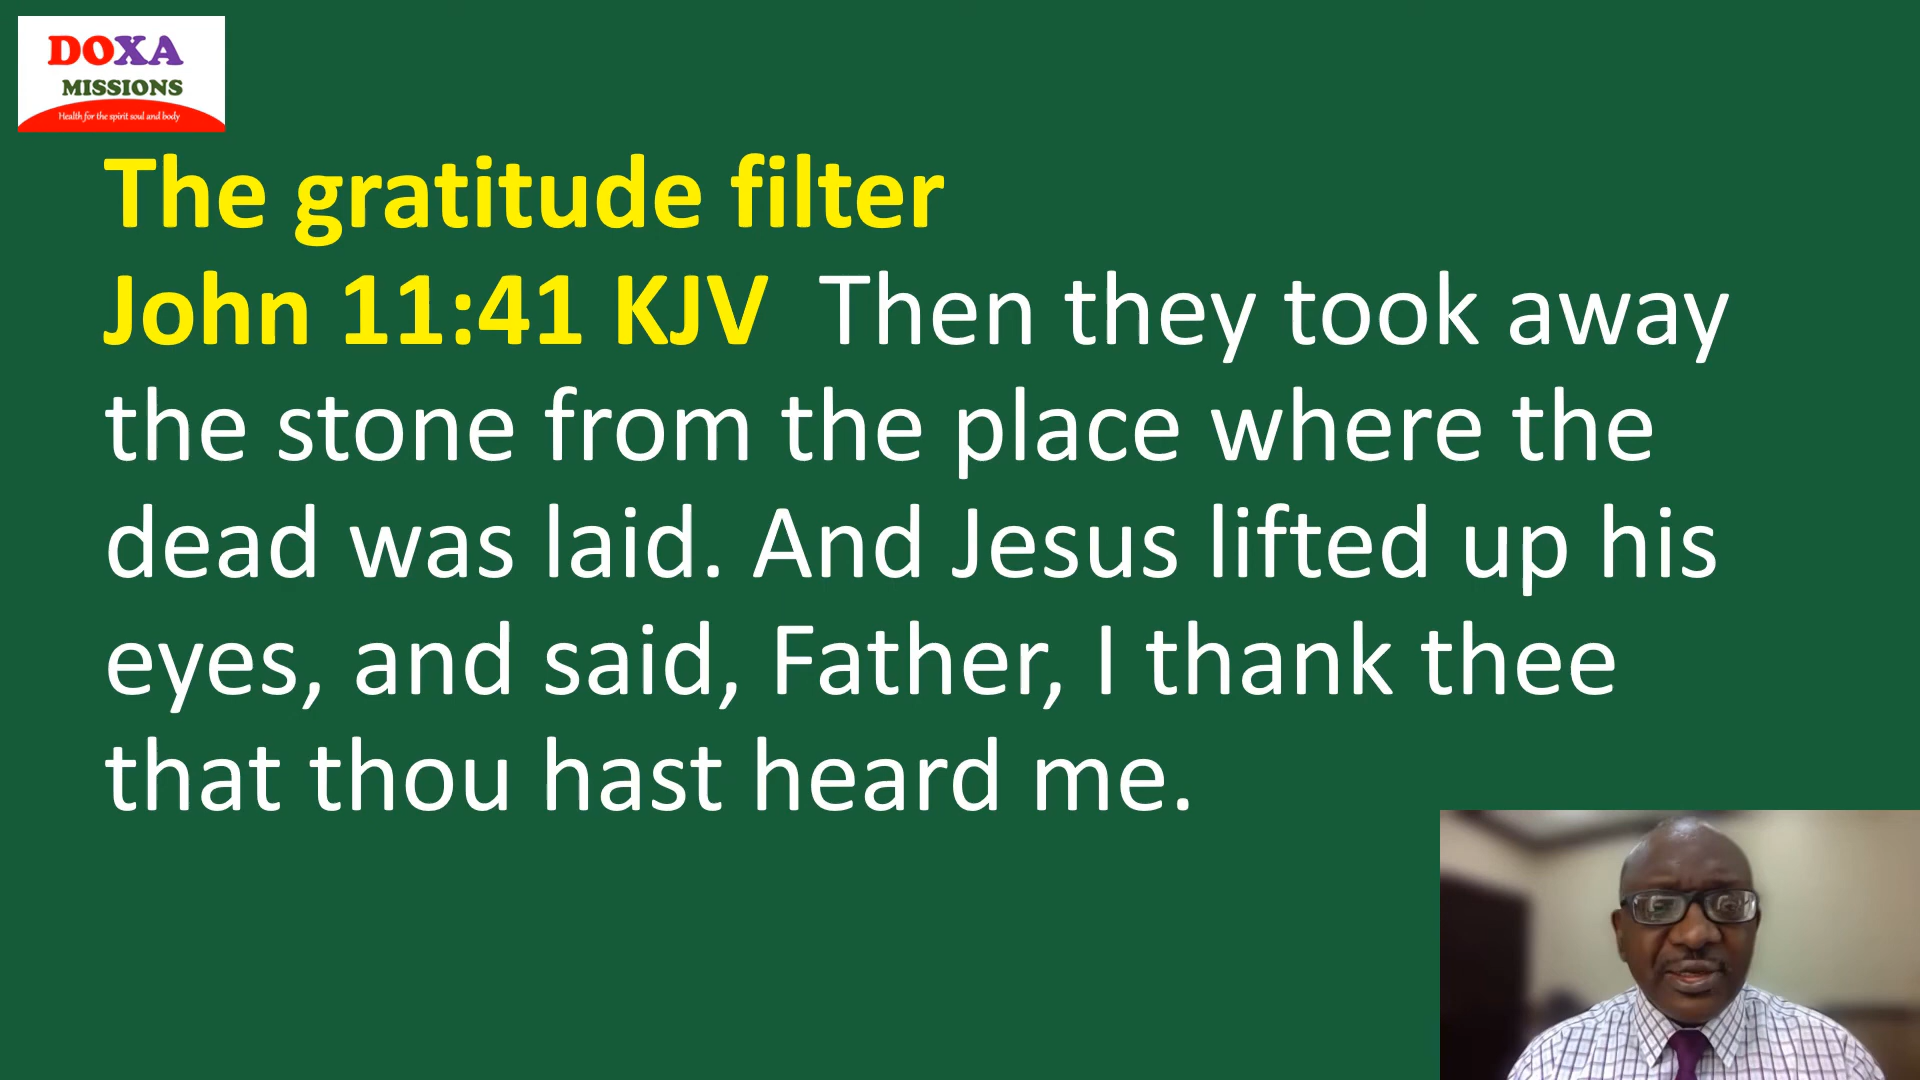 DOXA
MISSIONS
Health for the spirit soul and body
The gratitude filter
John 11:41 KJV Then they took away
the stone from the place where the
dead was laid. And Jesus lifted up his
eyes, and said, Father, I thank thee
that thou hast heard me.